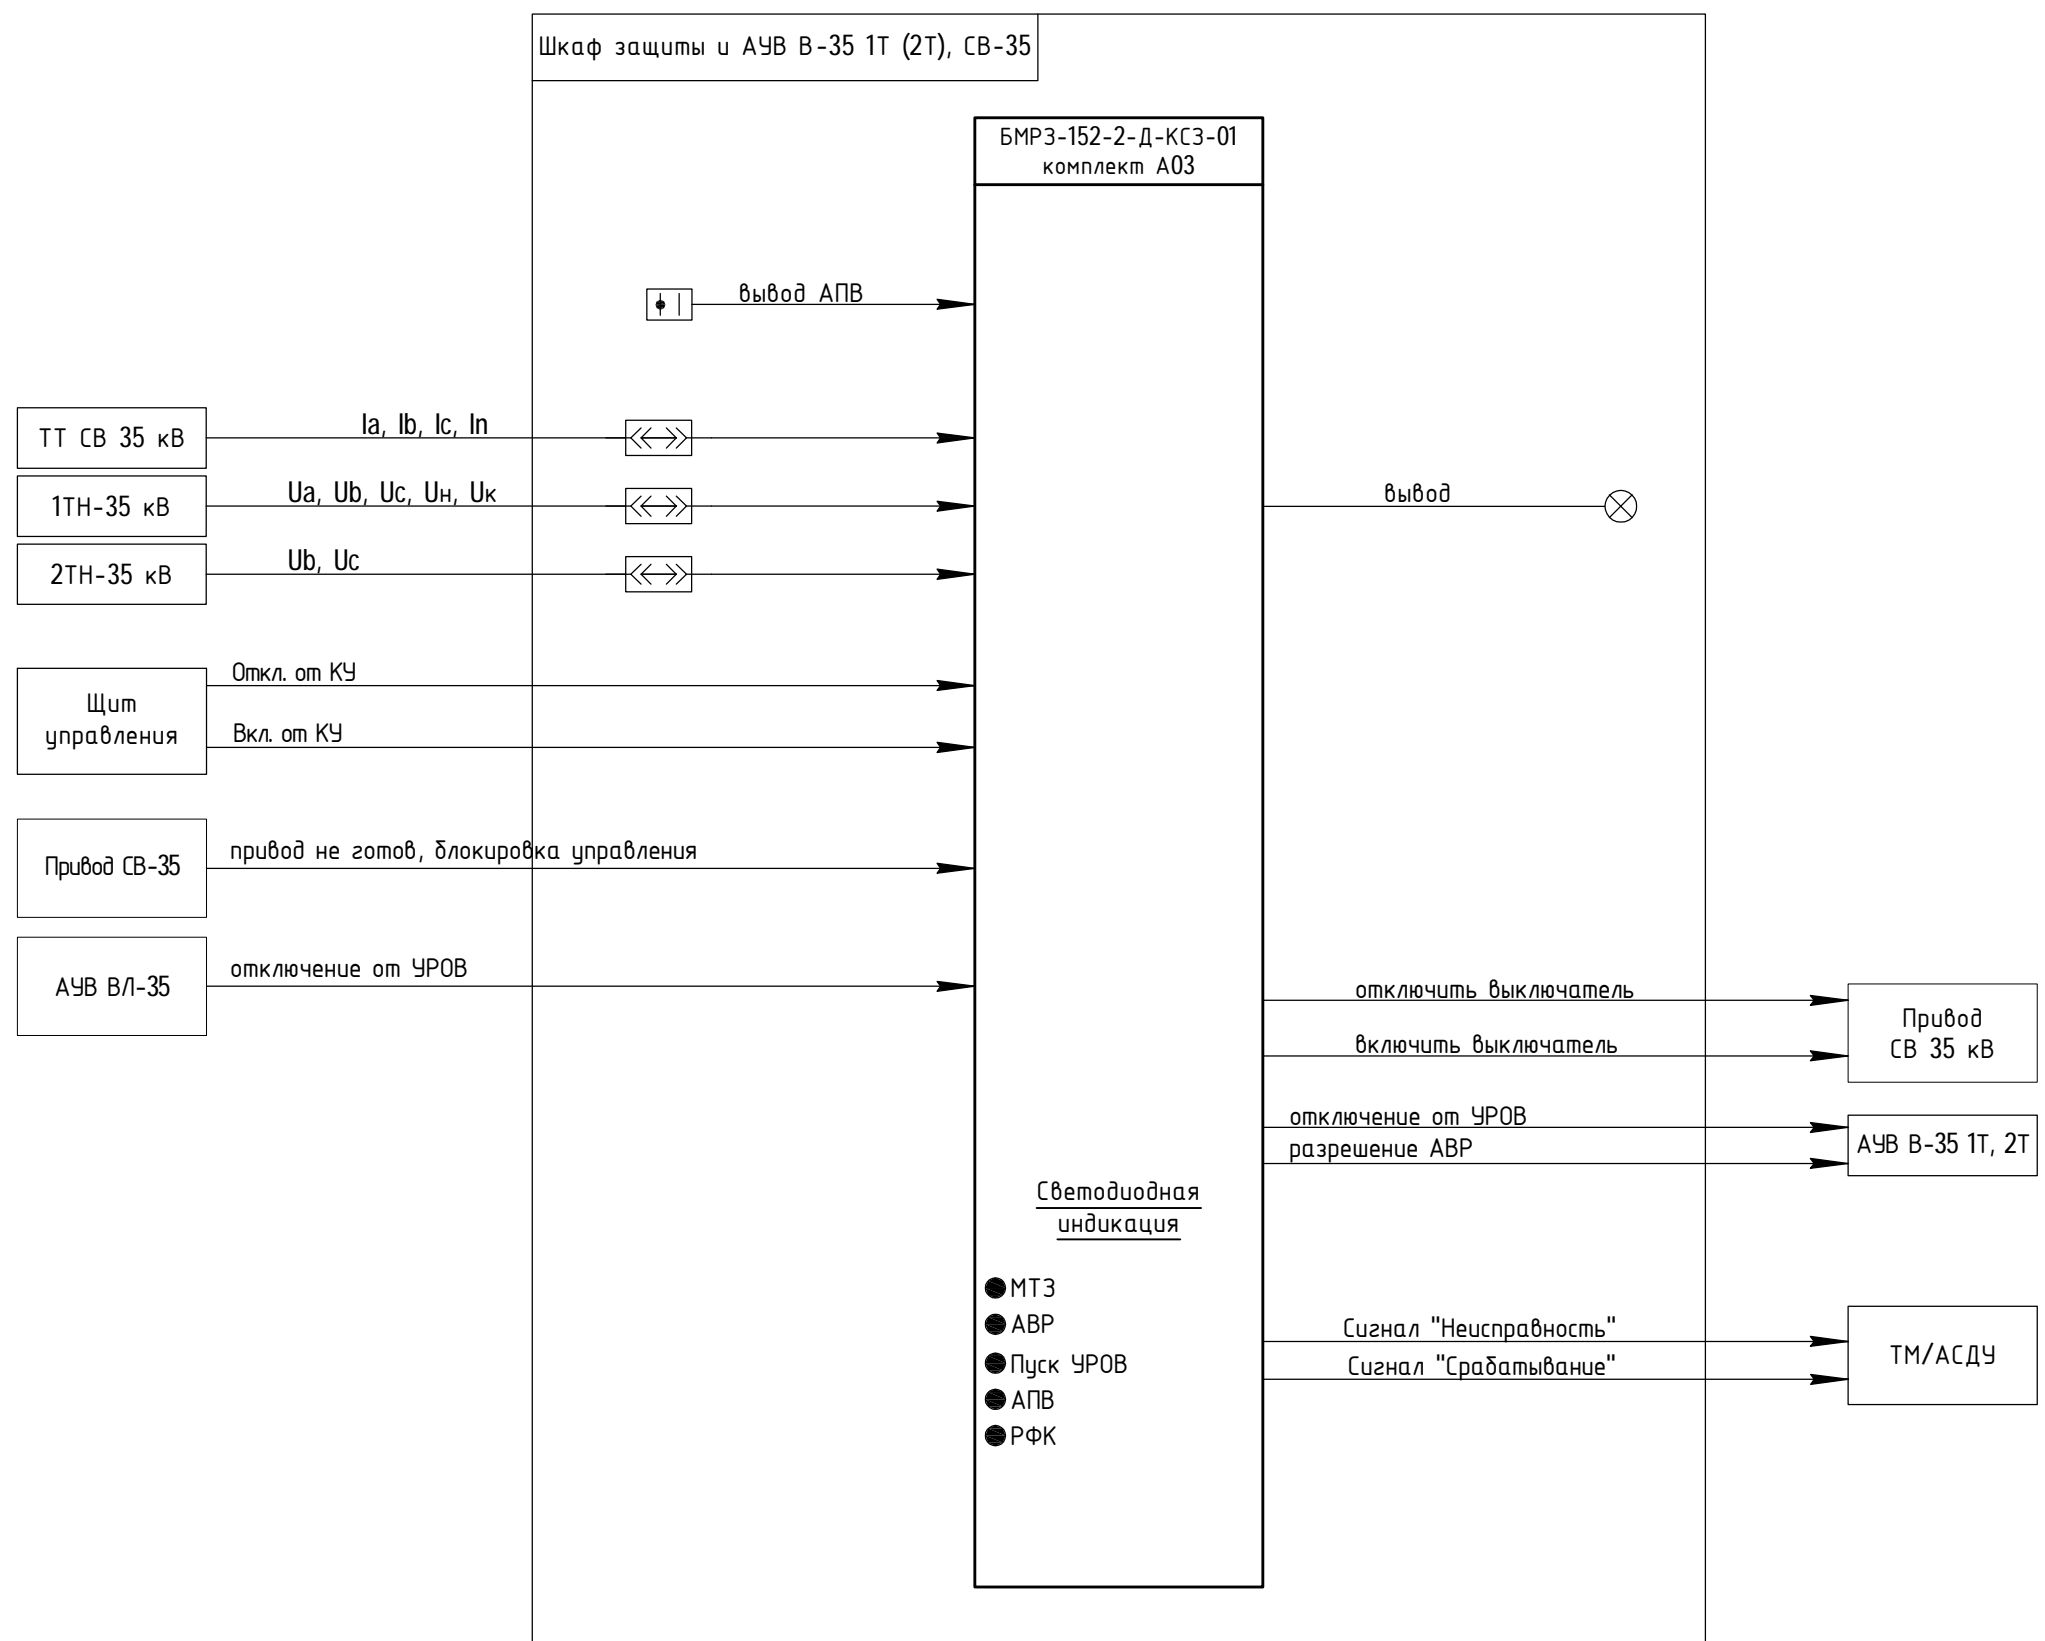 Шкаф защиты и АУВ В-35 1Т (2Т), СВ-35
БМРЗ-152-2-Д-КСЗ-01
комплект А03
вывод АПВ
ТТ СВ 35 кВ
Ia, Ib, Ic, In
1ТН-35 кВ
Ua, Ub, Uc, Uн, Uк
вывод
2ТН-35 кВ
Ub, Uc
Щит
управления
Откл. от КУ
Вкл. от КУ
Привод СВ-35
привод не готов, блокировка управления
АУВ ВЛ-35
отключение от УРОВ
отключить выключатель
включить выключатель
Привод
СВ 35 кВ
отключение от УРОВ
разрешение АВР
АУВ В-35 1Т, 2Т
Светодиодная
индикация
МТЗ
АВР
Пуск УРОВ
АПВ
РФК
Сигнал "Неисправность"
Сигнал "Срабатывание"
ТМ/АСДУ